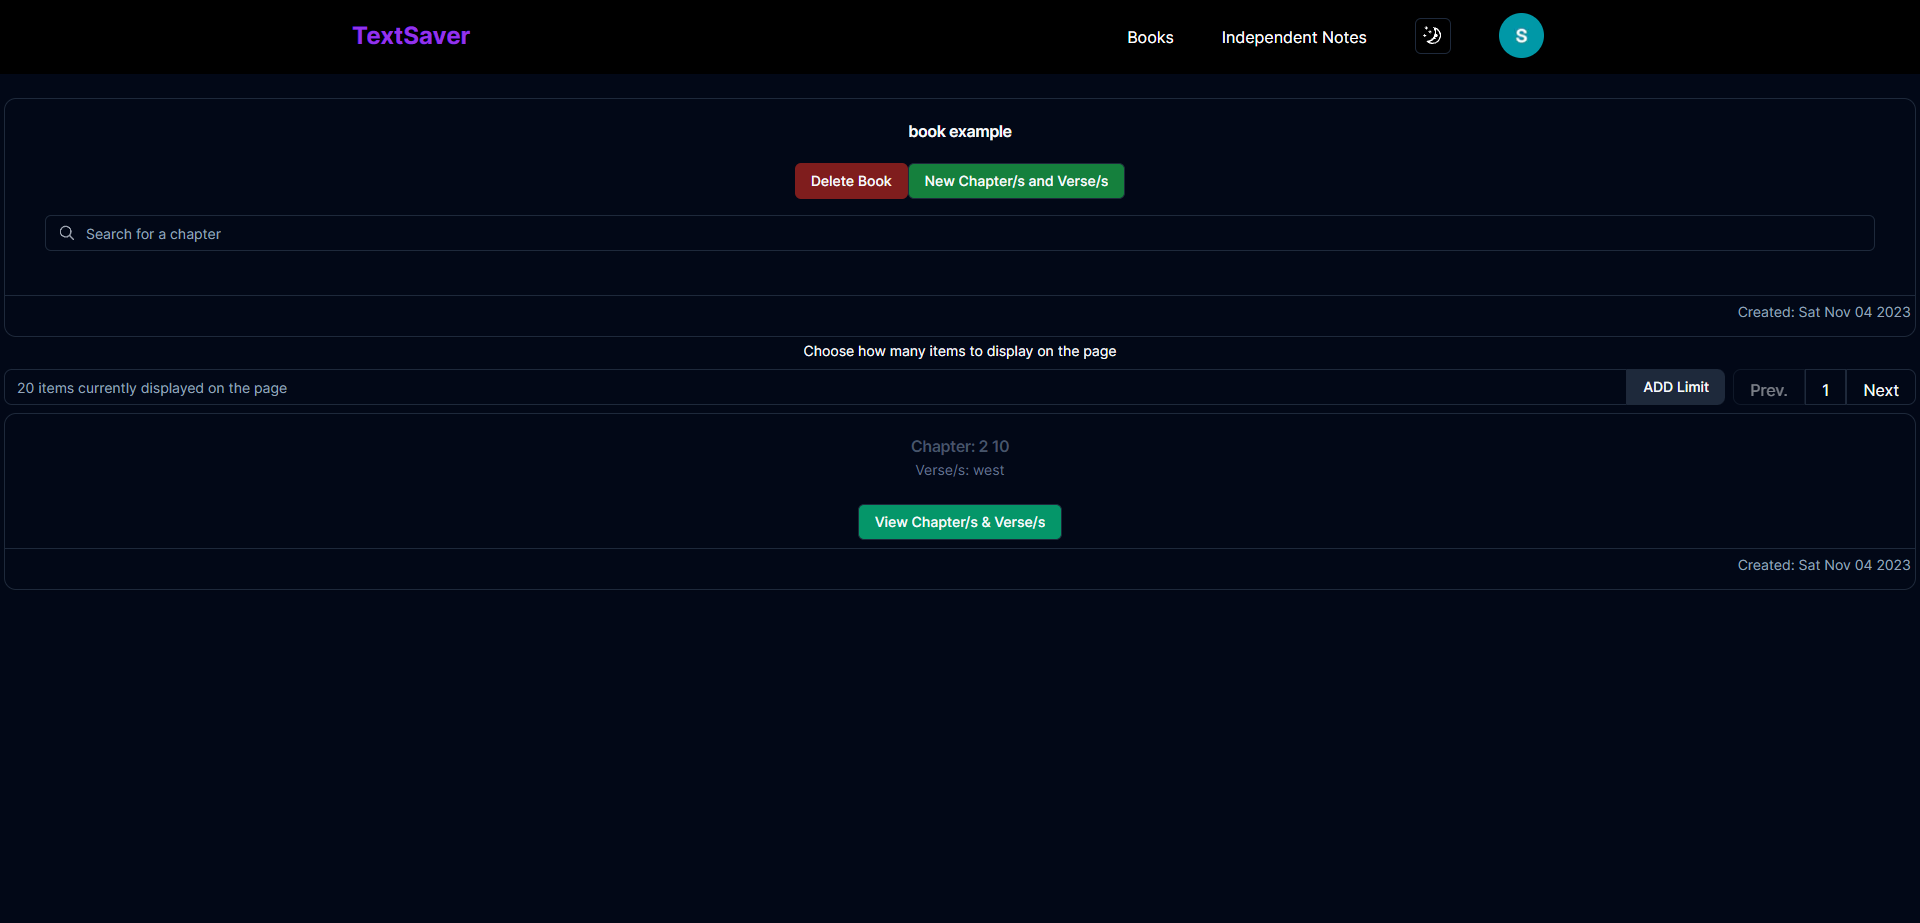 TextSaver Books Independent Notes S
book example
Delete Book New Chapter/s and Verse/s
Search for a chapter
Created: Sat Nov 04 2023
Choose how many items to display on the page
20 items currently displayed on the page ADD Limit Prev. 1 Next
Chapter: 2 10
Verse/s: west
View Chapter/s & Verse/s
Created: Sat Nov 04 2023